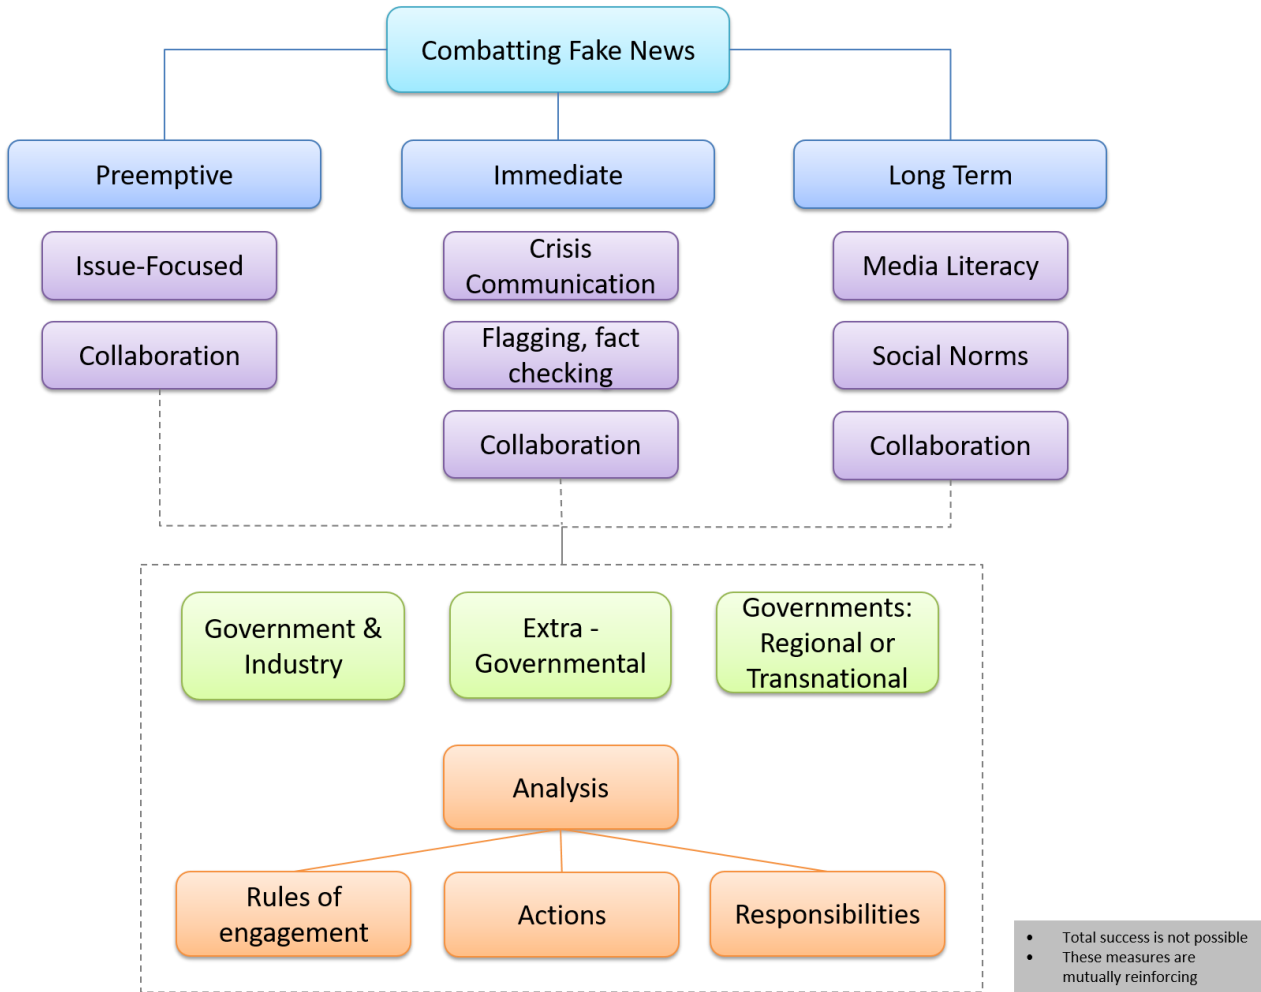 Combatting Fake News
Preemptive
Immediate
Long Term
Issue-Focused
Crisis
Communication
Media Literacy
Collaboration
Flagging, fact
checking
Social Norms
Collaboration
Collaboration
Government &
Industry
Extra -
Governmental
Governments:
Regional or
Transnational
Analysis
Rules of
engagement
Actions
Responsibilities
• Total success is not possible
• These measures are
mutually reinforcing